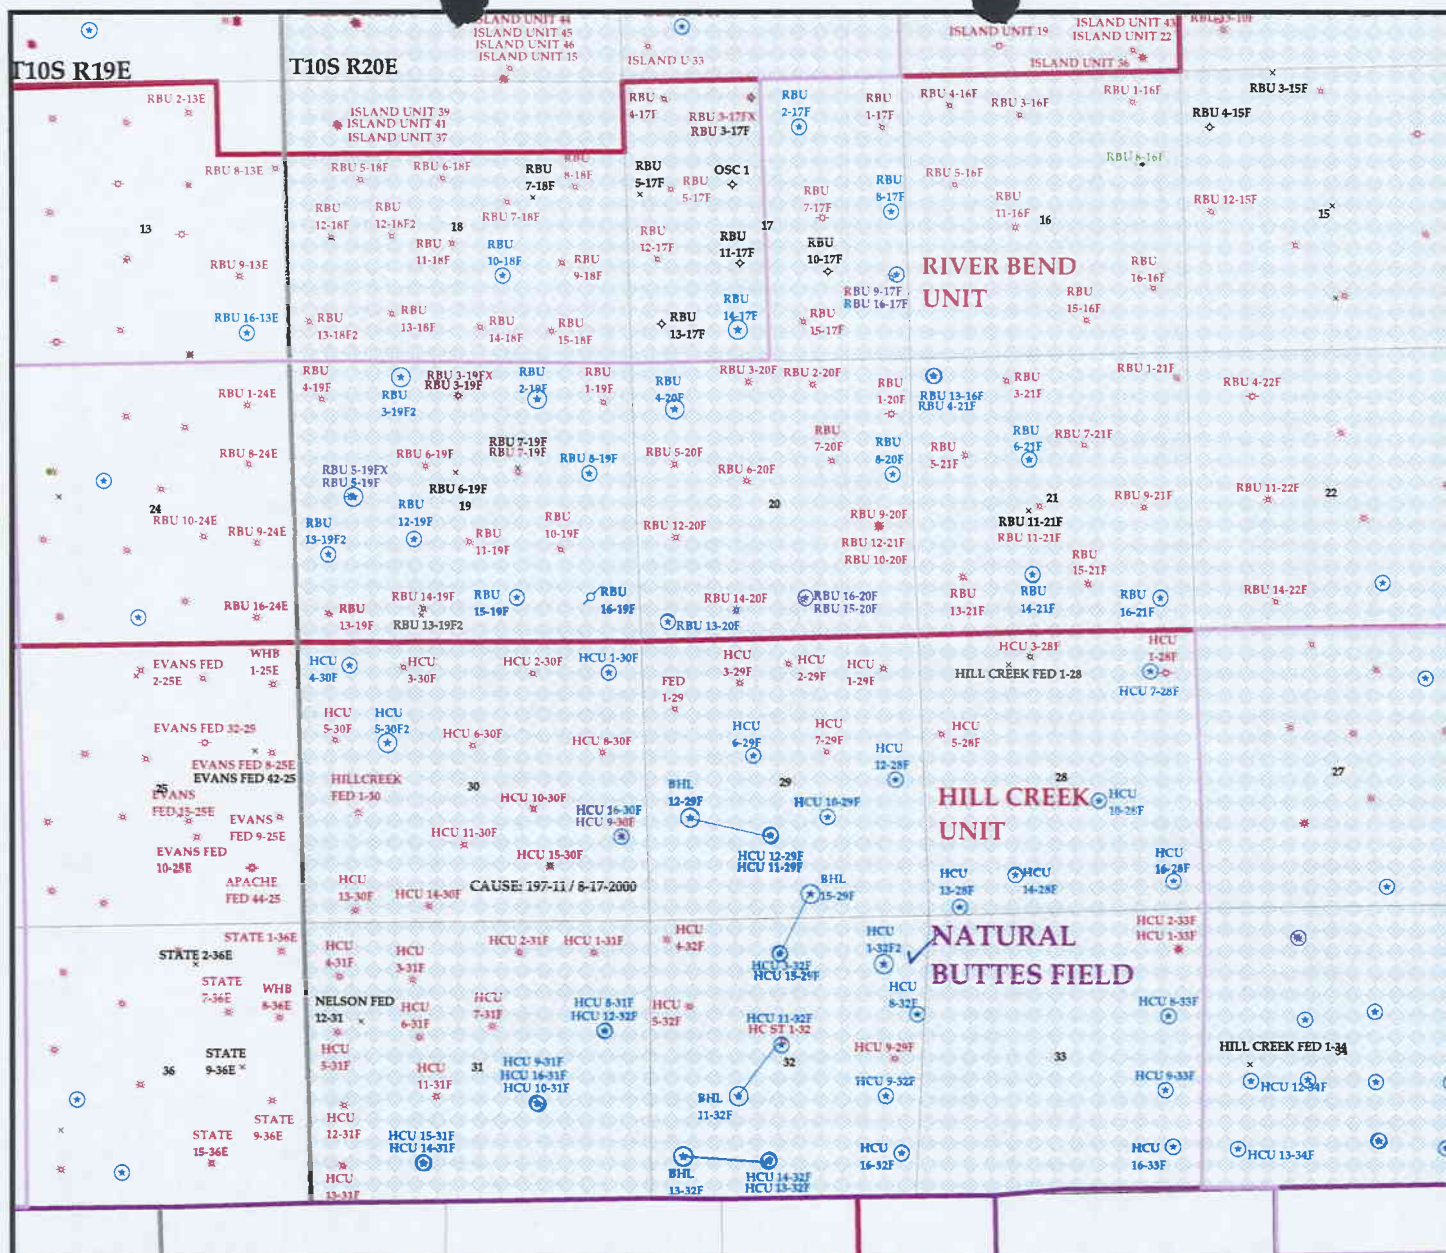 ISLAND UNIT 44
ISLAND UNIT 45
ISLAND UNIT 46
ISLAND UNIT 15
ISLAND U 33
ISLAND UNIT 19
ISLAND UNIT 43
ISLAND UNIT 22
ISLAND UNIT 36
T10S R19E
T10S R20E
RBU 2-13E
ISLAND UNIT 39
ISLAND UNIT 41
ISLAND UNIT 37
RBU
4-17F
RBU 3-17FX
RBU 3-17F
RBU
2-17F
RBU
1-17F
RBU 4-16F
RBU 3-16F
RBU 1-16F
RBU 3-15F
RBU 4-15F
RBU 8-13E
RBU 5-18F
RBU 6-18F
RBU
7-18F
RBU
8-18F
RBU
5-17F
RBU
5-17F
OSC 1
RBU
8-17F
RBU 5-16F
RBU 8-16F
RBU 12-15F
15
13
RBU
12-18F
RBU
12-18F2
18
RBU 7-18F
RBU
11-18F
RBU
10-18F
RBU
9-18F
RBU
12-17F
RBU
11-17F
17
RBU
7-17F
RBU
10-17F
RBU
11-16F
16
RBU 9-13E
RIVER BEND
UNIT
RBU
16-16F
RBU 9-17F
RBU 16-17F
RBU
15-16F
RBU 16-13E
RBU
13-18F2
RBU
13-18F
RBU
14-18F
RBU
15-18F
RBU
13-17F
RBU
14-17F
RBU
15-17F
RBU
4-19F
RBU
3-19F2
RBU 3-19FX
RBU 3-19F
RBU
2-19F
RBU
1-19F
RBU
4-20F
RBU 3-20F
RBU 2-20F
RBU
1-20F
RBU 13-16F
RBU 4-21F
RBU
3-21F
RBU 1-21F
RBU 4-22F
RBU 1-24E
RBU 8-24E
RBU 5-19FX
RBU 5-19F
RBU 6-19F
RBU 6-19F
RBU 7-19F
RBU 7-19F
RBU 8-19F
RBU 5-20F
RBU 6-20F
RBU
7-20F
RBU
8-20F
RBU
5-21F
RBU
6-21F
RBU 7-21F
24
RBU 10-24E
RBU 9-24E
RBU
13-19F2
RBU
12-19F
19
RBU
11-19F
RBU
10-19F
RBU 12-20F
20
RBU 9-20F
RBU 12-21F
RBU 10-20F
21
RBU 11-21F
RBU 11-21F
RBU 9-21F
RBU 11-22F
22
RBU
15-21F
RBU 16-24E
RBU
13-19F
RBU 14-19F
RBU 13-19F2
RBU
15-19F
RBU
16-19F
RBU 13-20F
RBU 14-20F
RBU 16-20F
RBU 15-20F
RBU
13-21F
RBU
14-21F
RBU
16-21F
RBU 14-22F
EVANS FED
2-25E
WHB
1-25E
HCU
4-30F
HCU
3-30F
HCU 2-30F
HCU 1-30F
FED
1-29
HCU
3-29F
HCU
2-29F
HCU
1-29F
HCU 3-28F
HILL CREEK FED 1-28
HCU
1-28F
HCU 7-28F
EVANS FED 32-25
EVANS FED 8-25E
EVANS FED 42-25
HCU
5-30F
HCU
5-30F2
HCU 6-30F
HCU 8-30F
HCU
6-29F
HCU
7-29F
HCU
12-28F
HCU
5-28F
25
EVANS
FED 15-25E
EVANS
FED 9-25E
EVANS FED
10-25E
APACHE
FED 44-25
HILLCREEK
FED 1-30
30
HCU 10-30F
HCU 11-30F
HCU 16-30F
HCU 9-30F
HCU 15-30F
CAUSE: 197-11 / 8-17-2000
BHL
12-29F
29
HCU 10-29F
HCU 12-29F
HCU 11-29F
28
HILL CREEK
UNIT
HCU
10-28F
27
HCU
13-30F
HCU 14-30F
BHL
15-29F
HCU
13-28F
HCU
14-28F
HCU
16-28F
STATE 1-36E
STATE 2-36E
HCU
4-31F
HCU
3-31F
HCU 2-31F
HCU 1-31F
HCU
4-32F
HCU 3-32F
HCU 15-29F
HCU
1-32F2
NATURAL
BUTTES FIELD
HCU 2-33F
HCU 1-33F
STATE
7-36E
WHB
8-36E
NELSON FED
12-31
HCU
6-31F
HCU
7-31F
HCU 8-31F
HCU 12-32F
HCU
5-32F
HCU 11-32F
HC ST 1-32
HCU
8-32F
HCU 8-33F
STATE
9-36E
36
HCU
5-31F
HCU
11-31F
31
HCU 9-31F
HCU 16-31F
HCU 10-31F
32
HCU 9-29F
HCU 9-32F
33
HCU 9-33F
HILL CREEK FED 1-34
34
HCU 12-34F
BHL
11-32F
STATE
9-36E
STATE
15-36E
HCU
12-31F
HCU
13-31F
HCU 15-31F
HCU 14-31F
BHL
13-32F
HCU 14-32F
HCU 13-32F
HCU
16-32F
HCU
16-33F
HCU 13-34F